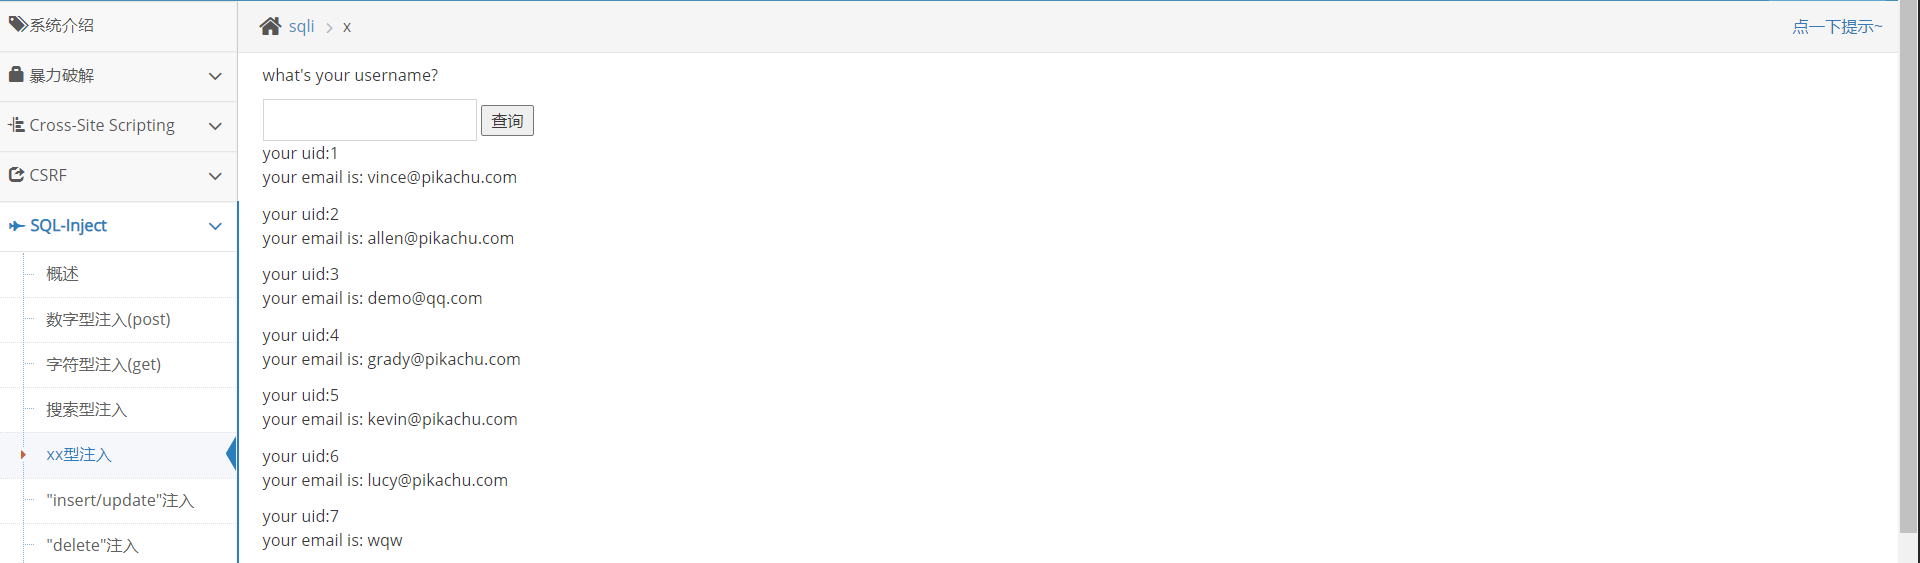 系统介绍
暴力破解
Cross-Site Scripting
CSRF
SQL-Inject
概述
数字型注入(post)
字符型注入(get)
搜索型注入
xx型注入
"insert/update"注入
"delete"注入
sqli > x
点一下提示~
what's your username?
查询
your uid:1
your email is: vince@pikachu.com
your uid:2
your email is: allen@pikachu.com
your uid:3
your email is: demo@qq.com
your uid:4
your email is: grady@pikachu.com
your uid:5
your email is: kevin@pikachu.com
your uid:6
your email is: lucy@pikachu.com
your uid:7
your email is: wqw